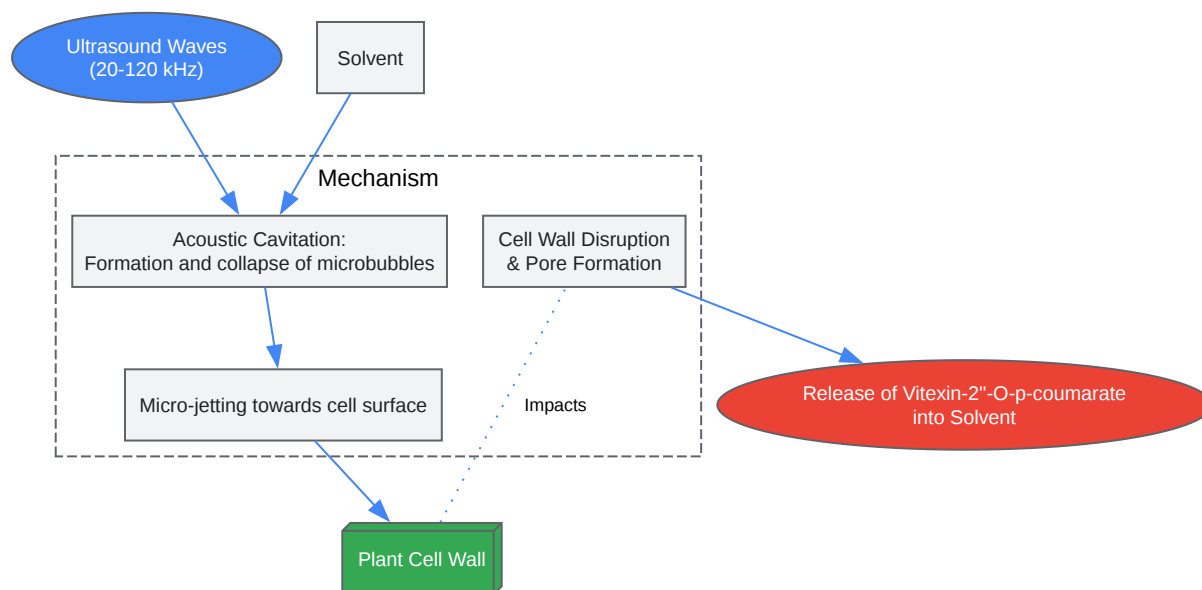 Ultrasound Waves
(20-120 kHz)
Solvent
Mechanism
Acoustic Cavitation:
Formation and collapse of microbubbles
Cell Wall Disruption
& Pore Formation
Micro-jetting towards cell surface
Impacts
Release of Vitexin-2"-O-p-coumarate
into Solvent
Plant Cell Wall